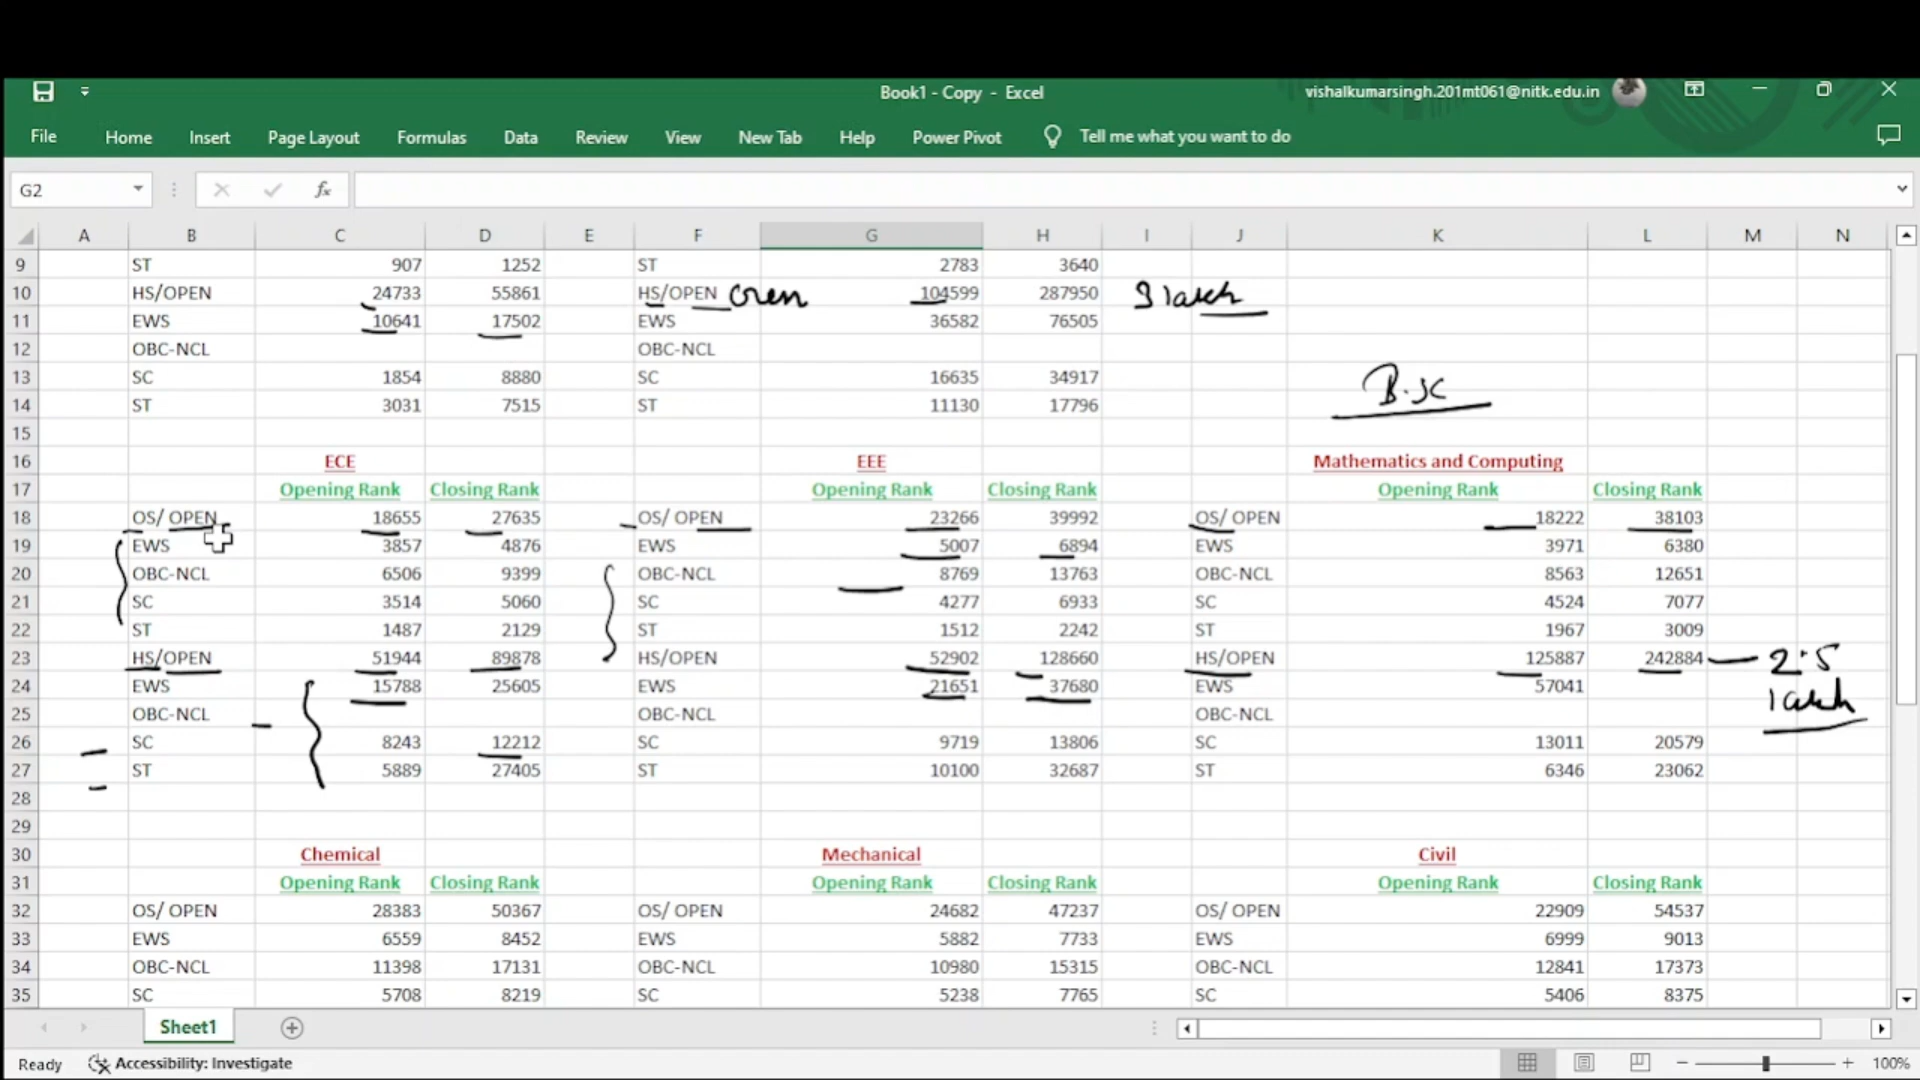 Book1 - Copy - Excel
vishalkumarsingh.201mt061@nitk.edu.in
File Home Insert Page Layout Formulas Data Review View New Tab Help Power Pivot Tell me what you want to do
G2 fx
A B C D E F G H I J K L M N
9 ST 907 1252 ST 2783 3640
10 HS/OPEN 24733 55861 HS/OPEN 104599 287950
11 EWS 10641 17502 EWS 36582 76505
12 OBC-NCL OBC-NCL
13 SC 1854 8880 SC 16635 34917
B.SC
14 ST 3031 7515 ST 11130 17796
15
16 ECE EEE Mathematics and Computing
17 Opening Rank Closing Rank Opening Rank Closing Rank Opening Rank Closing Rank
18 OS/ OPEN 18655 27635 OS/ OPEN 23266 39992 OS/ OPEN 18222 38103
19 EWS 3857 4876 EWS 5007 6894 EWS 3971 6380
20 OBC-NCL 6506 9399 OBC-NCL 8769 13763 OBC-NCL 8563 12651
21 SC 3514 5060 SC 4277 6933 SC 4524 7077
22 ST 1487 2129 ST 1512 2242 ST 1967 3009
23 HS/OPEN 51944 89878 HS/OPEN 52902 128660 HS/OPEN 125887 242884 2.5
24 EWS 15788 25605 EWS 21651 37680 EWS 57041
25 OBC-NCL OBC-NCL OBC-NCL
26 SC 8243 12212 SC 9719 13806 SC 13011 20579
27 ST 5889 27405 ST 10100 32687 ST 6346 23062
28
29
30 Chemical Mechanical Civil
31 Opening Rank Closing Rank Opening Rank Closing Rank Opening Rank Closing Rank
32 OS/ OPEN 28383 50367 OS/ OPEN 24682 47237 OS/ OPEN 22909 54537
33 EWS 6559 8452 EWS 5882 7733 EWS 6999 9013
34 OBC-NCL 11398 17131 OBC-NCL 10980 15315 OBC-NCL 12841 17373
35 SC 5708 8219 SC 5238 7765 SC 5406 8375
Sheet1
Ready Accessibility: Investigate 100%